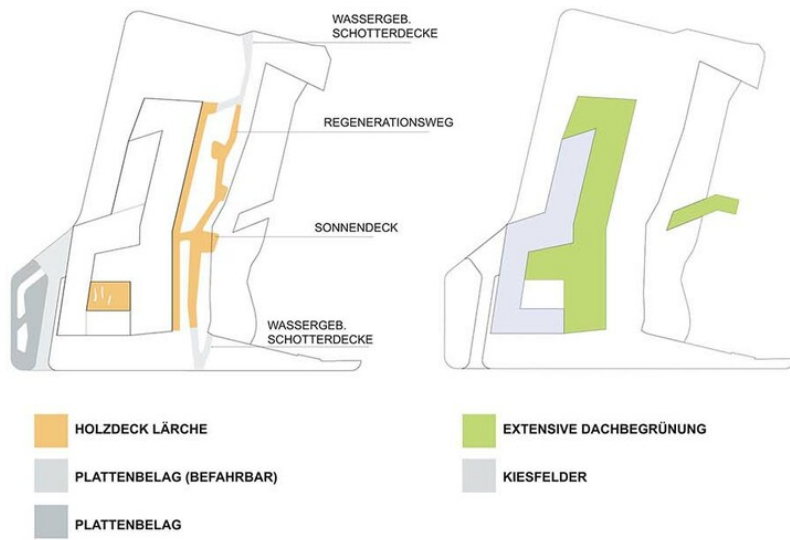 WASSERGEB.
SCHOTTERDECKE
REGENERATIONSWEG
SONNENDECK
WASSERGEB.
SCHOTTERDECKE
HOLZDECK LÄRCHE
PLATTENBELAG (BEFAHRBAR)
PLATTENBELAG
EXTENSIVE DACHBEGRÜNUNG
KIESFELDER